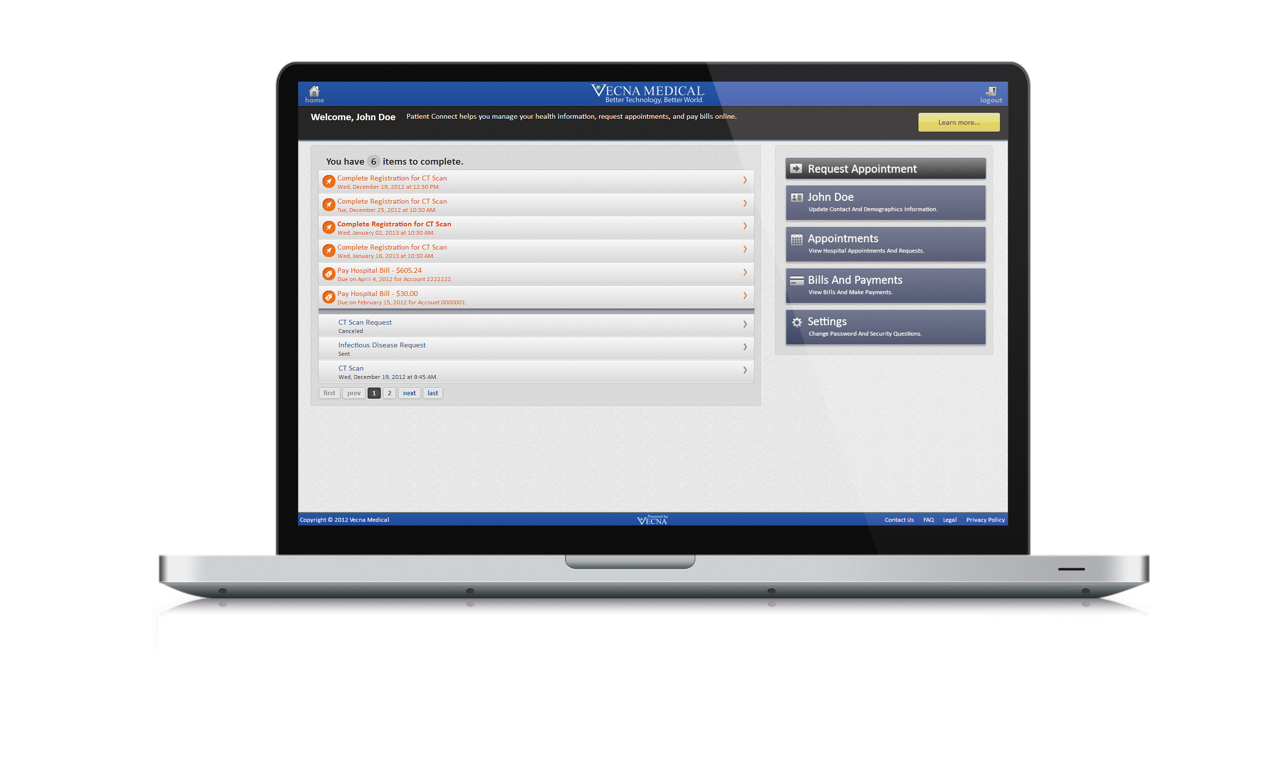 home
VECNA MEDICAL
Better Technology, Better World.
logout
Welcome, John Doe
Patient Connect helps you manage your health information, request appointments, and pay bills online.
Learn more...
You have 6 items to complete.
Complete Registration for CT Scan
Wed, December 19, 2012 at 12:30 PM.
Complete Registration for CT Scan
Tue, December 25, 2012 at 10:30 AM.
Complete Registration for CT Scan
Wed, January 02, 2013 at 10:30 AM.
Complete Registration for CT Scan
Wed, January 16, 2013 at 10:30 AM.
Pay Hospital Bill - $605.24
Due on April 4, 2012 for Account 2222222.
Pay Hospital Bill - $30.00
Due on February 15, 2012 for Account 0000001.
CT Scan Request
Canceled
Infectious Disease Request
Sent
CT Scan
Wed, December 19, 2012 at 9:45 AM.
first prev 1 2 next last
Request Appointment
John Doe
Update Contact And Demographics Information.
Appointments
View Hospital Appointments And Requests.
Bills And Payments
View Bills And Make Payments.
Settings
Change Password And Security Questions.
Copyright © 2012 Vecna Medical
Powered by
VECNA
Contact Us FAQ Legal Privacy Policy